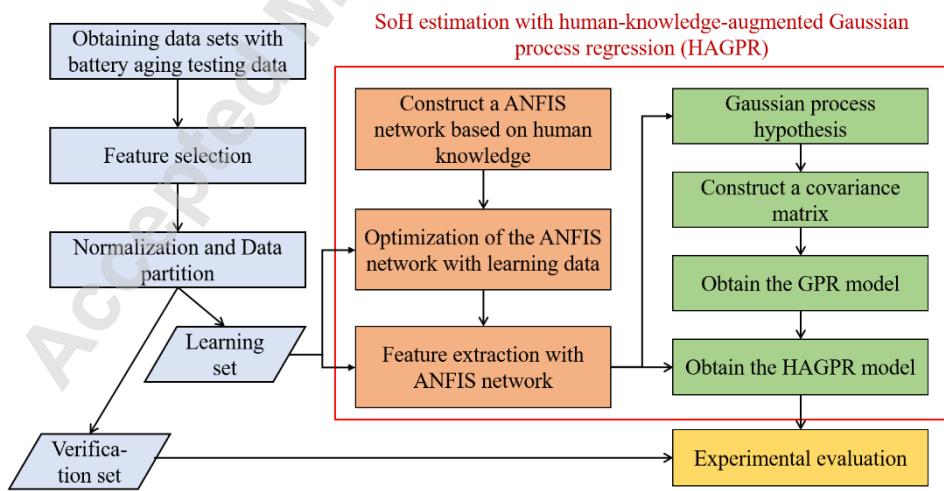 SoH estimation with human-knowledge-augmented Gaussian
process regression (HAGPR)
Obtaining data sets with
battery aging testing data
Feature selection
Normalization and Data
partition
Learning
set
Verifica-
tion set
Construct a ANFIS
network based on human
knowledge
Optimization of the ANFIS
network with learning data
Feature extraction with
ANFIS network
Gaussian process
hypothesis
Construct a covariance
matrix
Obtain the GPR model
Obtain the HAGPR model
Experimental evaluation
Accepted M